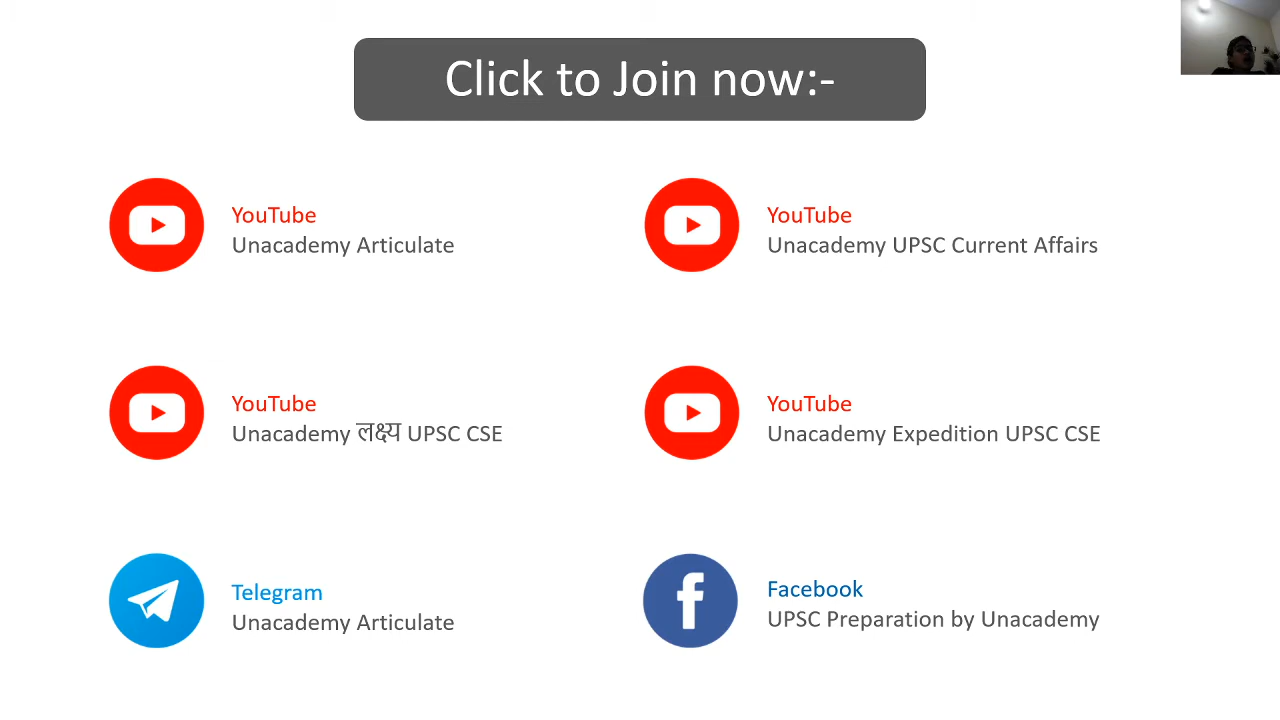 Click to Join now:-
YouTube
Unacademy Articulate
YouTube
Unacademy UPSC Current Affairs
YouTube
Unacademy लक्ष्य UPSC CSE
YouTube
Unacademy Expedition UPSC CSE
Telegram
Unacademy Articulate
Facebook
UPSC Preparation by Unacademy